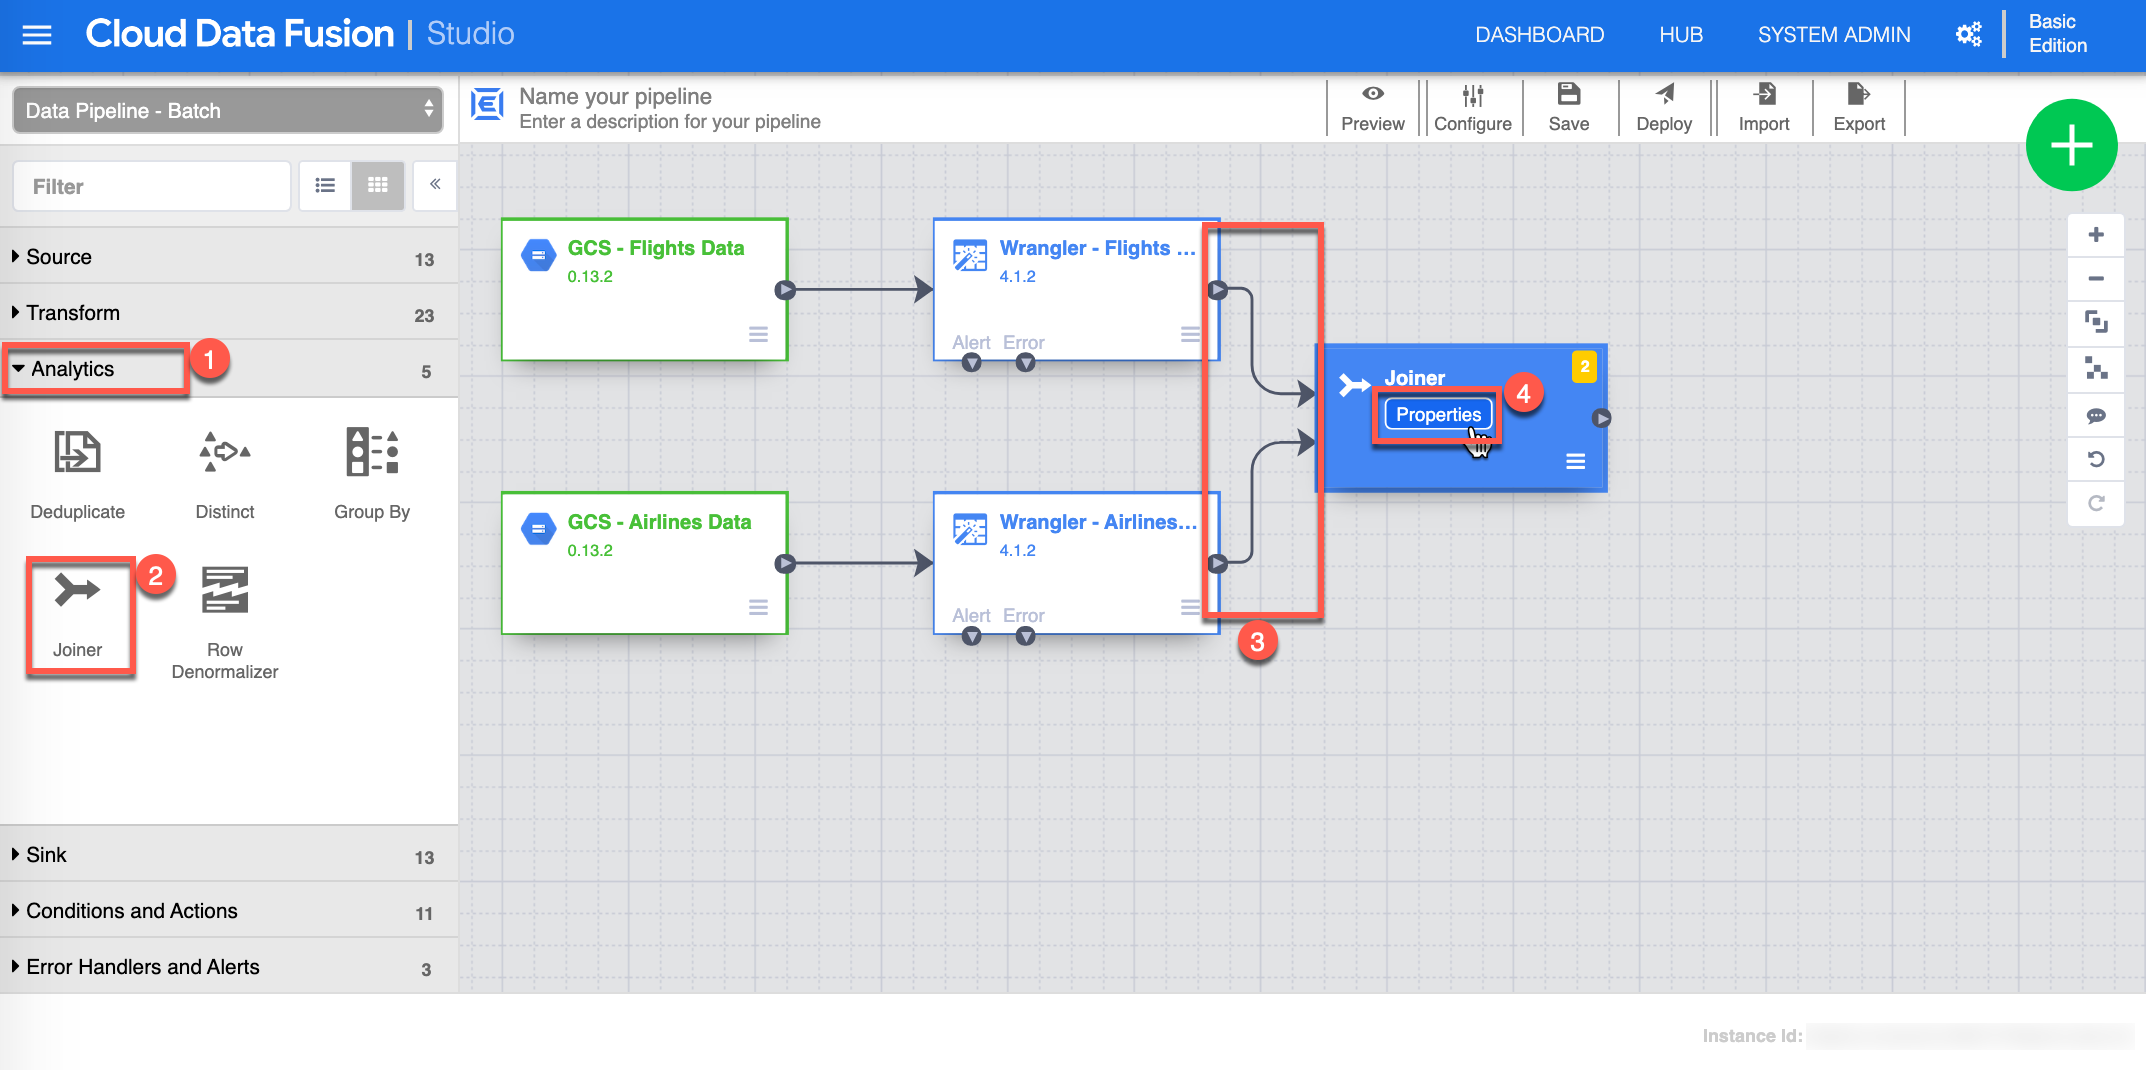 Cloud Data Fusion | Studio
DASHBOARD
HUB
SYSTEM ADMIN
Basic
Edition
Data Pipeline - Batch
Name your pipeline
Enter a description for your pipeline
Preview
Configure
Save
Deploy
Import
Export
Filter
Source
13
Transform
23
Analytics
1
5
Deduplicate
Distinct
Group By
2
Joiner
Row
Denormalizer
Sink
13
Conditions and Actions
11
Error Handlers and Alerts
3
GCS - Flights Data
0.13.2
Wrangler - Flights ...
4.1.2
Alert
Error
GCS - Airlines Data
0.13.2
Wrangler - Airlines...
4.1.2
Alert
Error
3
Joiner
2
Properties
4
Instance Id: